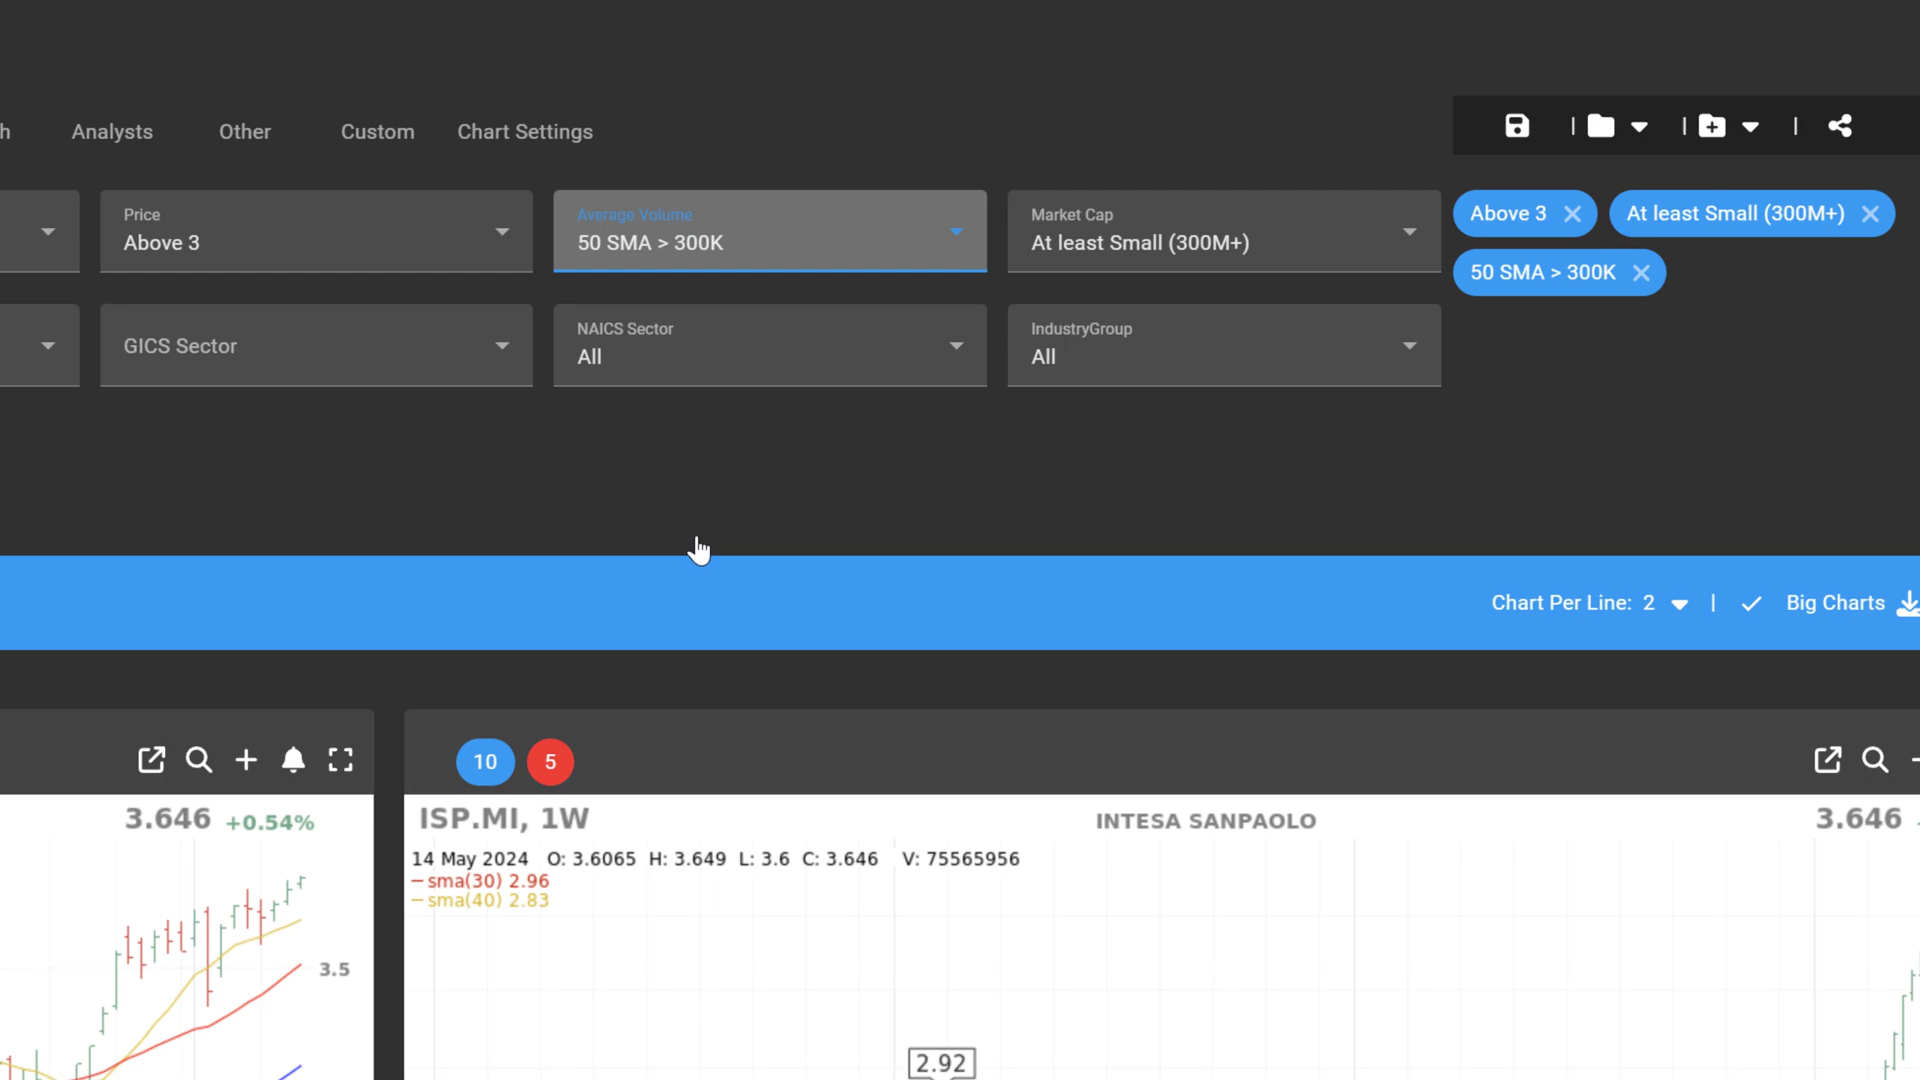 h Analysts Other Custom Chart Settings
Price
Above 3
Average Volume
50 SMA > 300K
Market Cap
At least Small (300M+)
Above 3
At least Small (300M+)
50 SMA > 300K
GICS Sector
NAICS Sector
All
IndustryGroup
All
Chart Per Line: 2 | Big Charts
3.646 +0.54%
3.5
10 5
ISP.MI, 1W INTESA SANPAOLO 3.646
14 May 2024 O: 3.6065 H: 3.649 L: 3.6 C: 3.646 V: 75565956
sma(30) 2.96
sma(40) 2.83
2.92